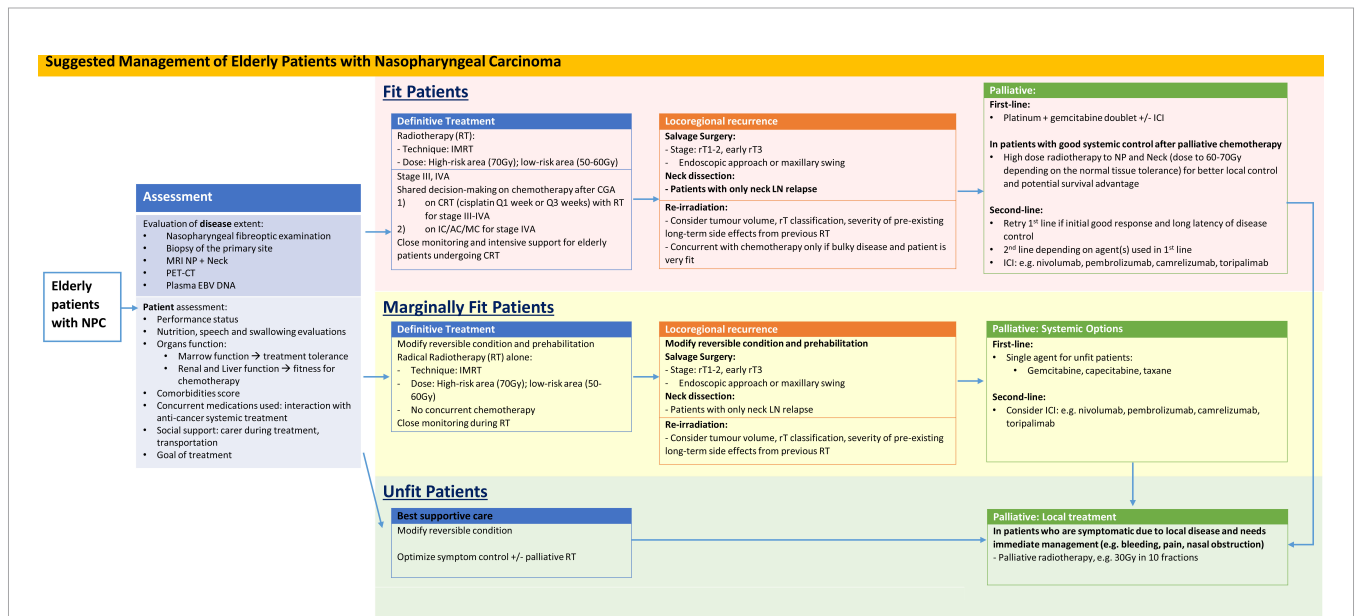 Suggested Management of Elderly Patients with Nasopharyngeal Carcinoma
Elderly
patients
with NPC
Assessment
Evaluation of disease extent:
• Nasopharyngeal fibreoptic examination
• Biopsy of the primary site
• MRI NP + Neck
• PET-CT
• Plasma EBV DNA
Patient assessment:
• Performance status
• Nutrition, speech and swallowing evaluations
• Organs function:
• Marrow function → treatment tolerance
• Renal and Liver function → fitness for
chemotherapy
• Comorbidities score
• Concurrent medications used: interaction with
anti-cancer systemic treatment
• Social support: carer during treatment,
transportation
• Goal of treatment
Fit Patients
Definitive Treatment
Radiotherapy (RT):
- Technique: IMRT
- Dose: High-risk area (70Gy); low-risk area (50-60Gy)
Stage III, IVA
Shared decision-making on chemotherapy after CGA
1) on CRT (cisplatin Q1 week or Q3 weeks) with RT
for stage III-IVA
2) on IC/AC/MC for stage IVA
Close monitoring and intensive support for elderly
patients undergoing CRT
Locoregional recurrence
Salvage Surgery:
- Stage: rT1-2, early rT3
- Endoscopic approach or maxillary swing
Neck dissection:
- Patients with only neck LN relapse
Re-irradiation:
- Consider tumour volume, rT classification, severity of pre-existing
long-term side effects from previous RT
- Concurrent with chemotherapy only if bulky disease and patient is
very fit
Palliative:
First-line:
• Platinum + gemcitabine doublet +/- ICI
In patients with good systemic control after palliative chemotherapy
• High dose radiotherapy to NP and Neck (dose to 60-70Gy
depending on the normal tissue tolerance) for better local control
and potential survival advantage
Second-line:
• Retry 1st line if initial good response and long latency of disease
control
• 2nd line depending on agent(s) used in 1st line
• ICI: e.g. nivolumab, pembrolizumab, camrelizumab, toripalimab
Marginally Fit Patients
Definitive Treatment
Modify reversible condition and prehabilitation
Radical Radiotherapy (RT) alone:
- Technique: IMRT
- Dose: High-risk area (70Gy); low-risk area (50-
60Gy)
- No concurrent chemotherapy
Close monitoring during RT
Locoregional recurrence
Modify reversible condition and prehabilitation
Salvage Surgery:
- Stage: rT1-2, early rT3
- Endoscopic approach or maxillary swing
Neck dissection:
- Patients with only neck LN relapse
Re-irradiation:
- Consider tumour volume, rT classification, severity of pre-existing
long-term side effects from previous RT
Palliative: Systemic Options
First-line:
• Single agent for unfit patients:
• Gemcitabine, capecitabine, taxane
Second-line:
• Consider ICI: e.g. nivolumab, pembrolizumab, camrelizumab,
toripalimab
Unfit Patients
Best supportive care
Modify reversible condition
Optimize symptom control +/- palliative RT
Palliative: Local treatment
In patients who are symptomatic due to local disease and needs
immediate management (e.g. bleeding, pain, nasal obstruction)
- Palliative radiotherapy, e.g. 30Gy in 10 fractions